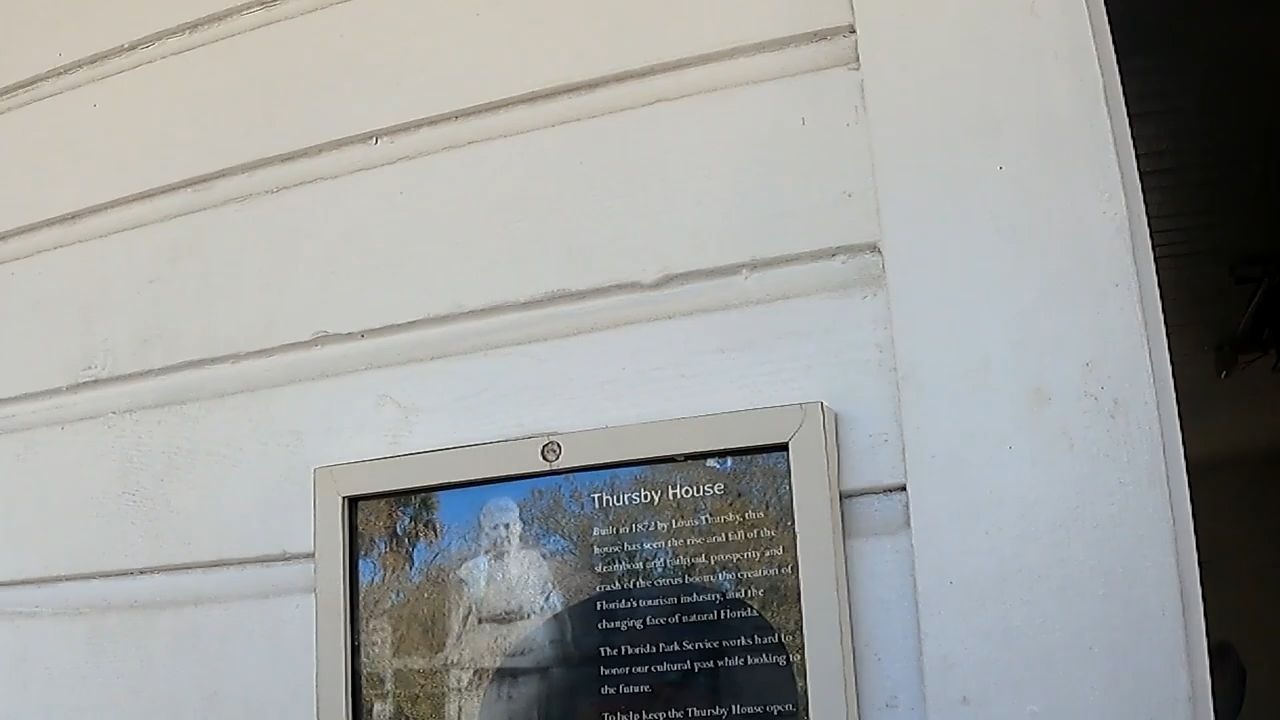 Thursby House
Built in 1872 by Louis Thursby, this
house has seen the rise and fall of the
steamboat and railroad, prosperity and
crash of the citrus boom, the creation of
Florida's tourism industry, and the
changing face of natural Florida.
The Florida Park Service works hard to
honor our cultural past while looking to
the future.
To help keep the Thursby House open,